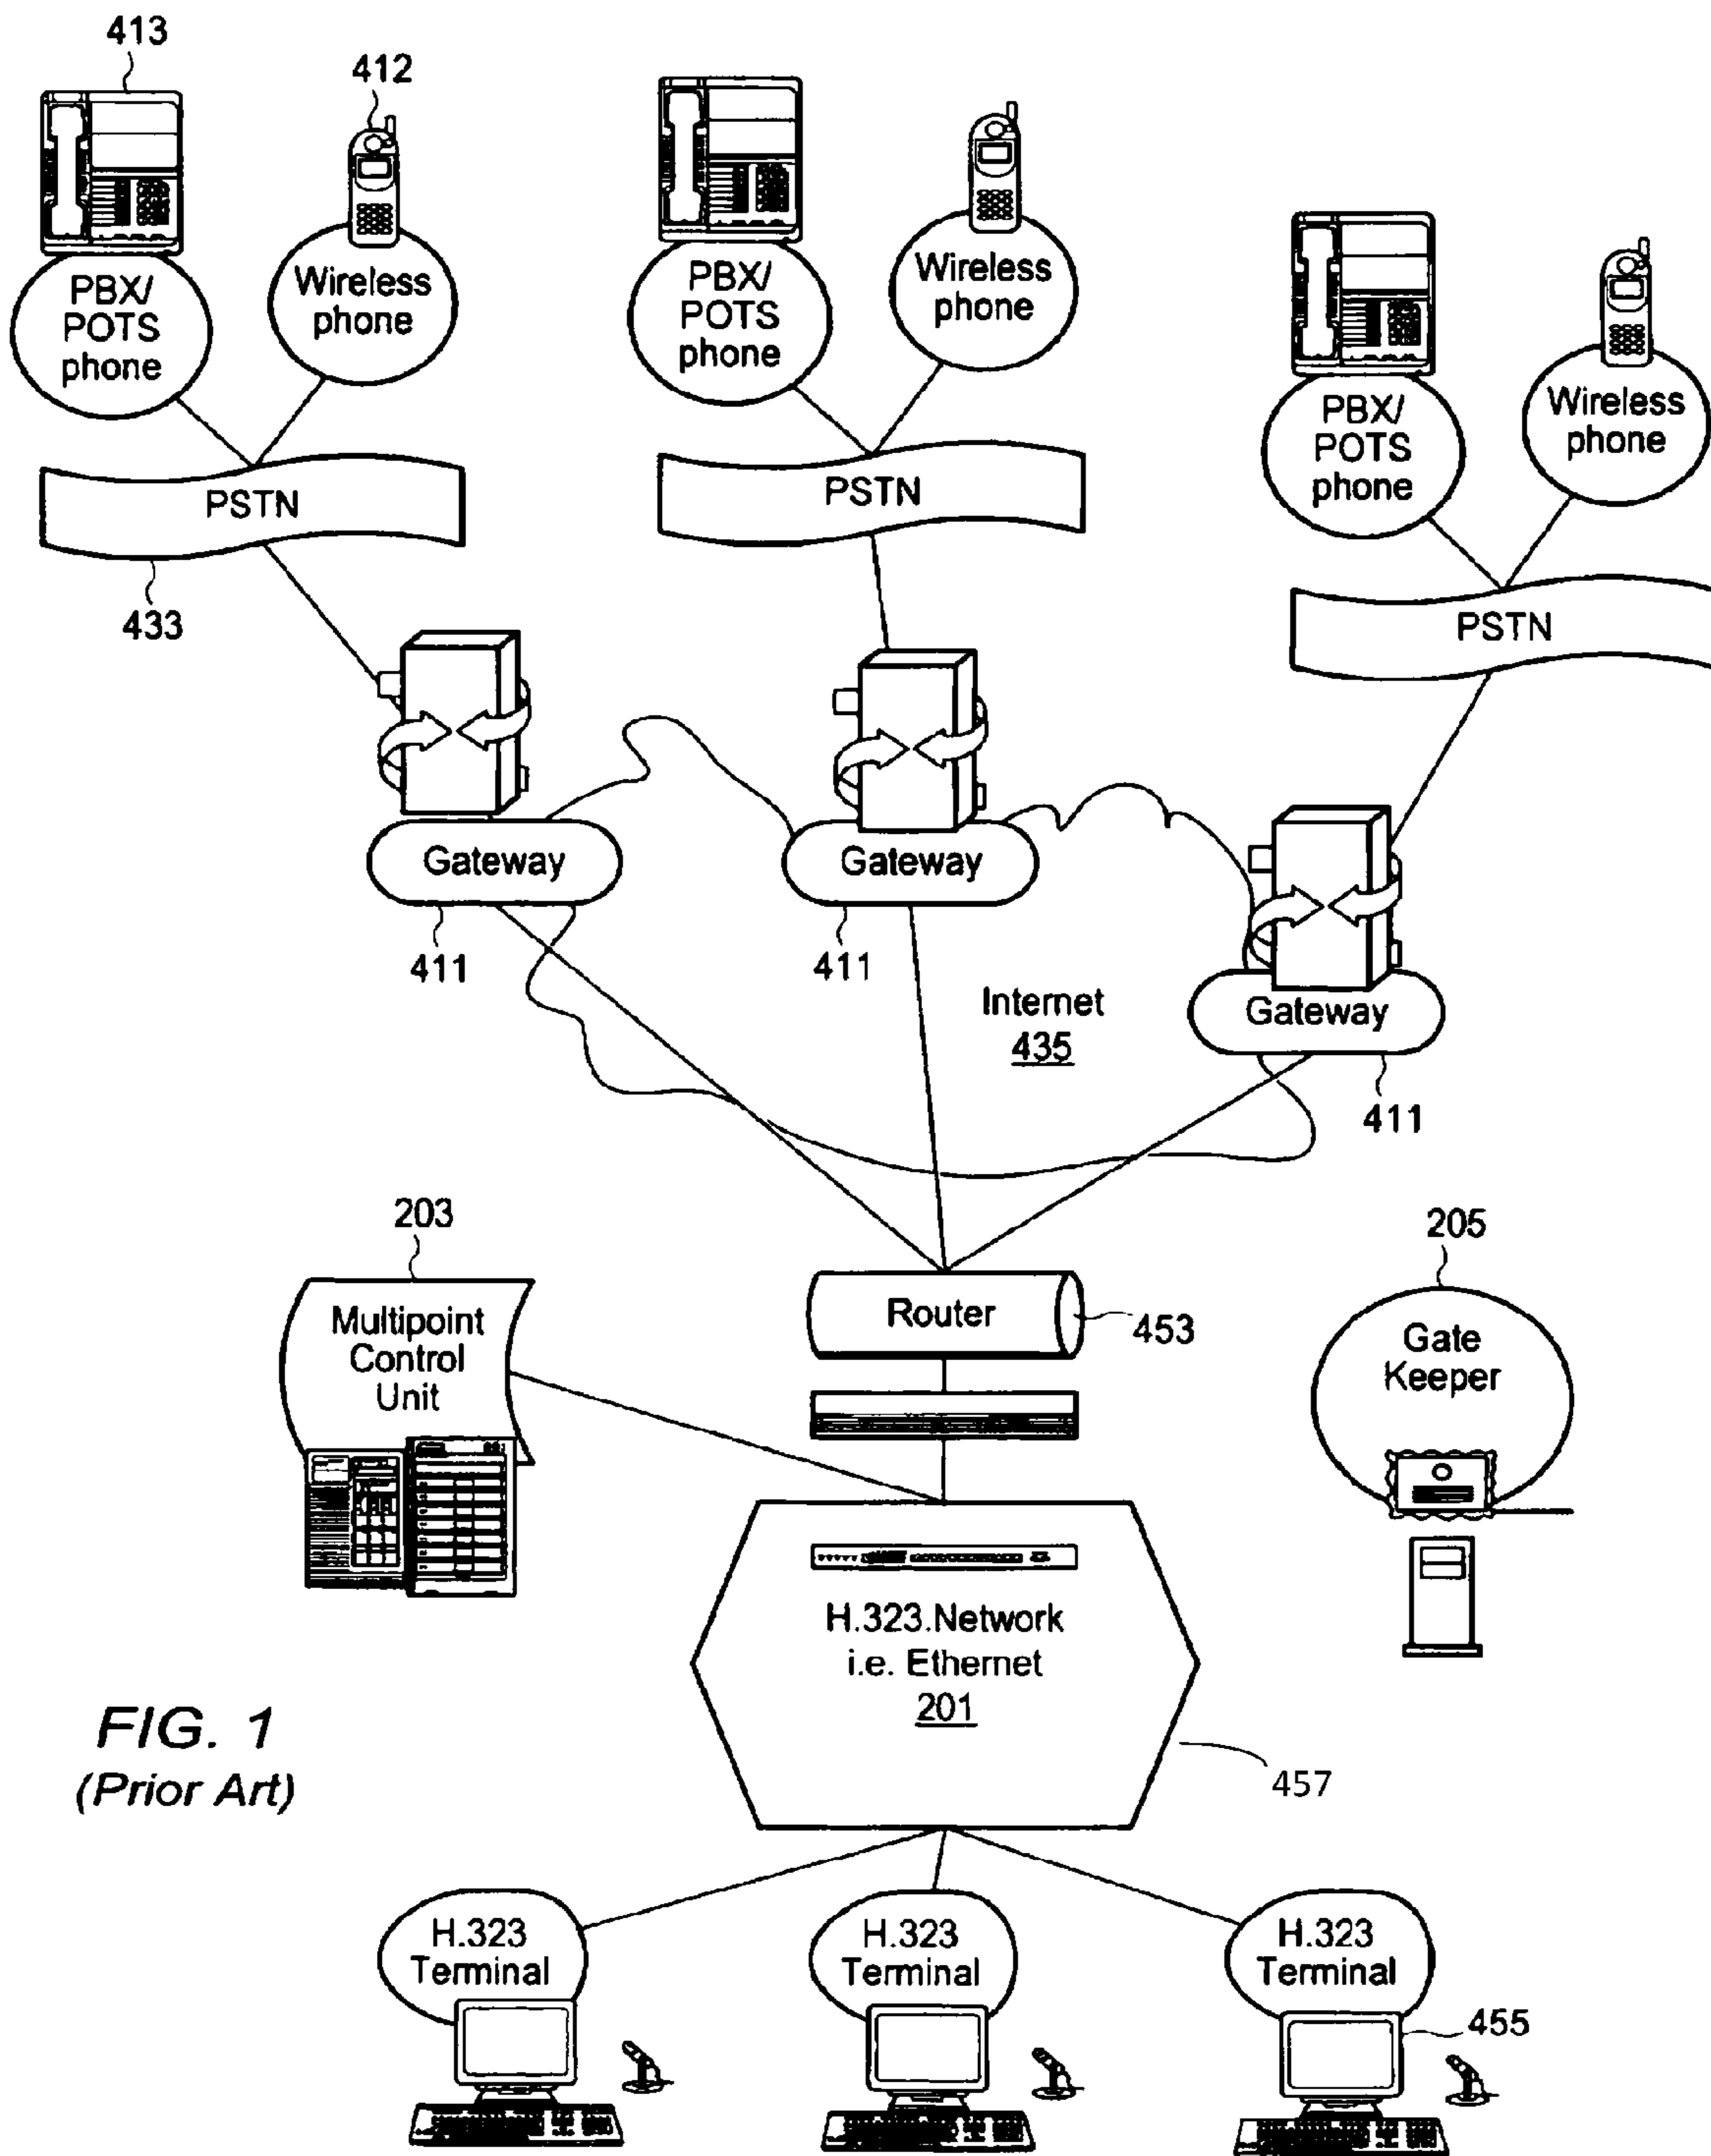 413
412
PBX/
POTS
phone
Wireless
phone
PBX/
POTS
phone
Wireless
phone
PBX/
POTS
phone
Wireless
phone
PSTN
433
PSTN
PSTN
Gateway
411
Gateway
411
Internet
435
Gateway
411
203
Multipoint
Control
Unit
Router
453
205
Gate
Keeper
H.323.Network
i.e. Ethernet
201
457
FIG. 1
(Prior Art)
H.323
Terminal
H.323
Terminal
H.323
Terminal
455